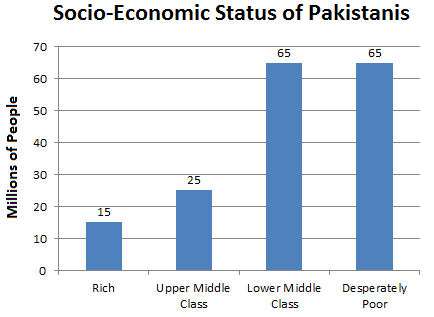 Socio-Economic Status of Pakistanis
Millions of People
70
60
50
40
30
20
10
0
15
25
65
65
Rich
Upper Middle
Class
Lower Middle
Class
Desperately
Poor